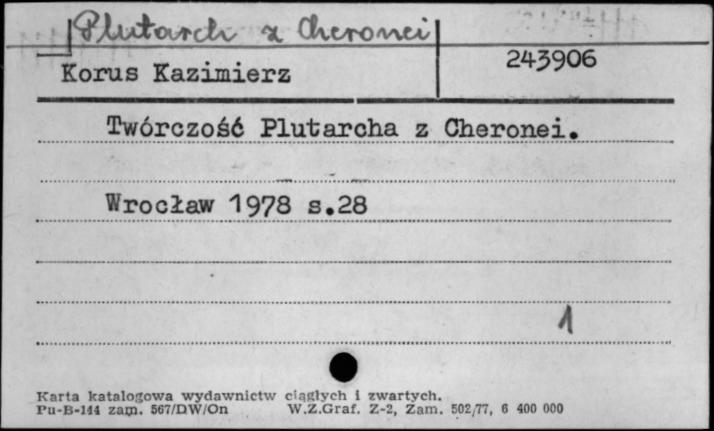 Plutarch z Cheronei
Korus Kazimierz 243906
Twórczość Plutarcha z Cheronei.
Wrocław 1978 s.28
1
Karta katalogowa wydawnictw ciągłych i zwartych.
Pu-B-144 zam. 567/DW/On W.Z.Graf. Z-2, Zam. 502/77, 6 400 000